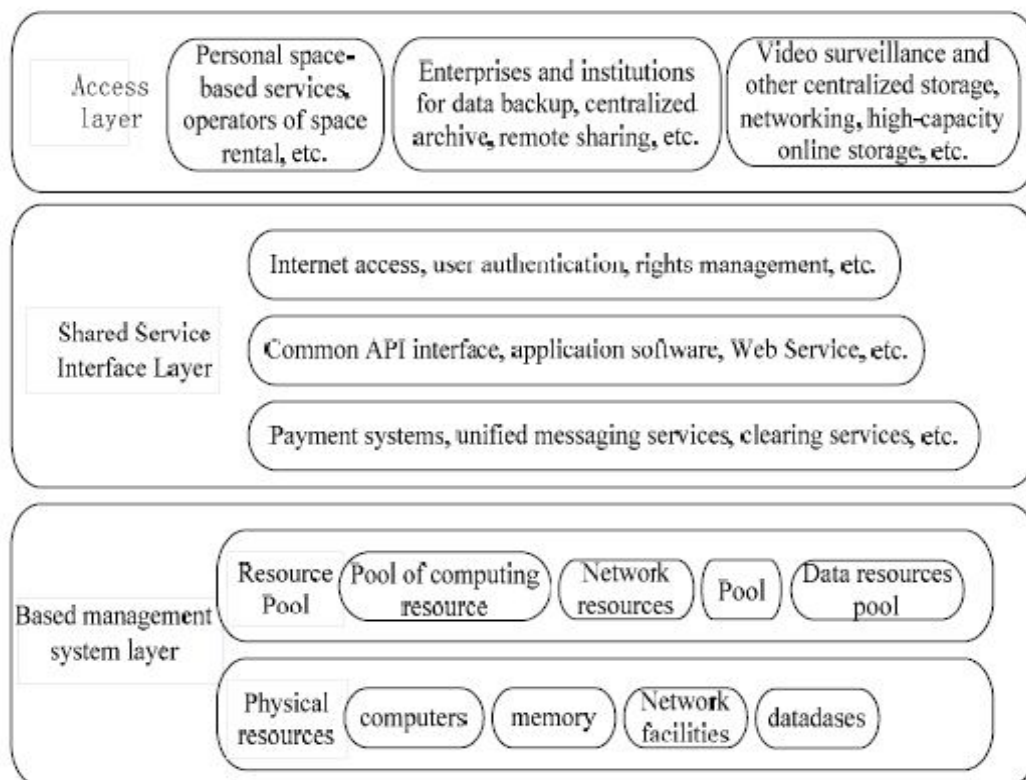 Access
layer
Personal space-
based services,
operators of space
rental, etc.
Enterprises and institutions
for data backup, centralized
archive, remote sharing, etc.
Video surveillance and
other centralized storage,
networking, high-capacity
online storage, etc.
Shared Service
Interface Layer
Internet access, user authentication, rights management, etc.
Common API interface, application software, Web Service, etc.
Payment systems, unified messaging services, clearing services, etc.
Based management
system layer
Resource
Pool
Pool of computing
resource
Network
resources
Pool
Data resources
pool
Physical
resources
computers
memory
Network
facilities
datadases